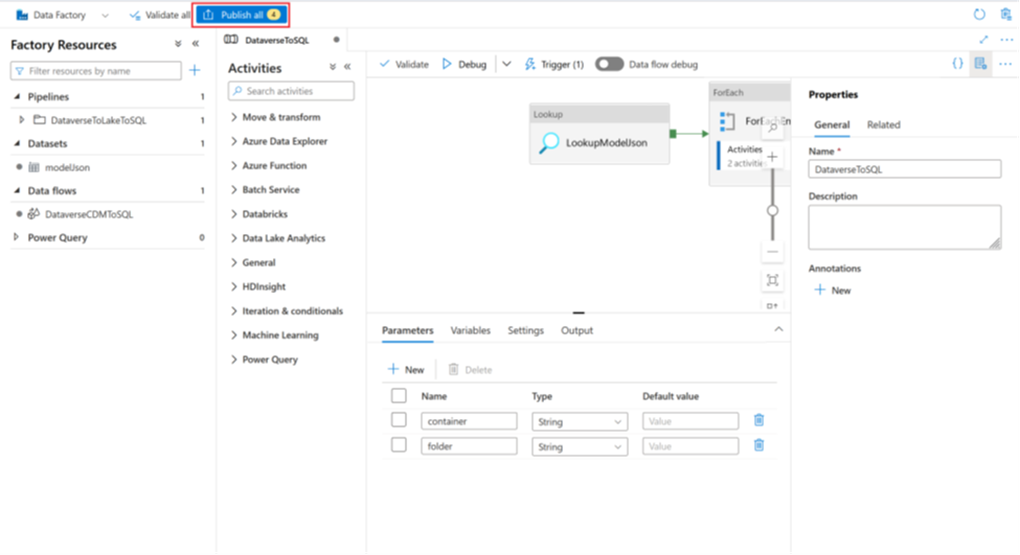 Data Factory
Validate all
Publish all 4
Factory Resources
Filter resources by name
Pipelines 1
DataverseToLakeToSQL 1
Datasets 1
modelJson
Data flows 1
DataverseCDMToSQL
Power Query 0
DataverseToSQL
Activities
Search activities
Move & transform
Azure Data Explorer
Azure Function
Batch Service
Databricks
Data Lake Analytics
General
HDInsight
Iteration & conditionals
Machine Learning
Power Query
Validate Debug Trigger (1) Data flow debug
Lookup
LookupModelJson
ForEach
ForEachEn
Activities
2 activitie
Parameters Variables Settings Output
New Delete
Name Type Default value
container String Value
folder String Value
Properties
General Related
Name *
DataverseToSQL
Description
Annotations
New